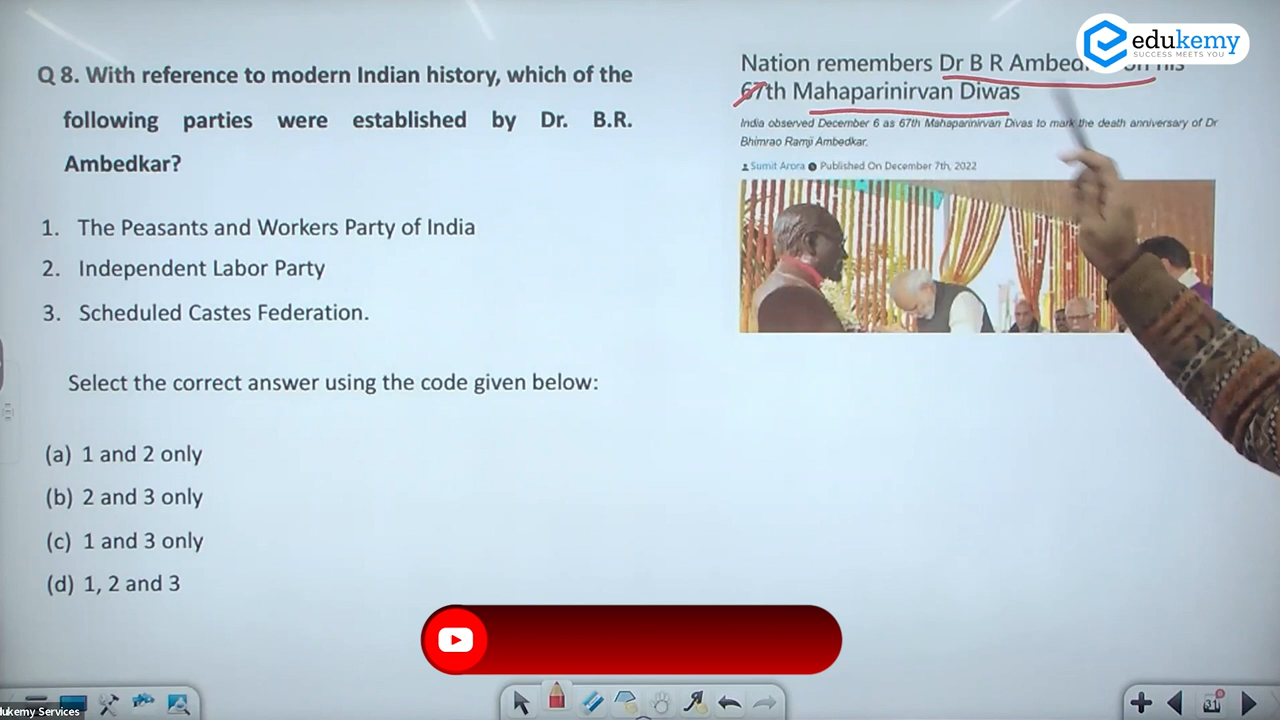 Q 8. With reference to modern Indian history, which of the
following parties were established by Dr. B.R.
Ambedkar?
1. The Peasants and Workers Party of India
2. Independent Labor Party
3. Scheduled Castes Federation.
Select the correct answer using the code given below:
(a) 1 and 2 only
(b) 2 and 3 only
(c) 1 and 3 only
(d) 1, 2 and 3
edukemy
SUCCESS MEETS YOU
Nation remembers Dr B R Ambed his
67th Mahaparinirvan Diwas
India observed December 6 as 67th Mahaparinirvan Divas to mark the death anniversary of Dr
Bhimrao Ramji Ambedkar.
Sumit Arora Published On December 7th, 2022
dukemy Services